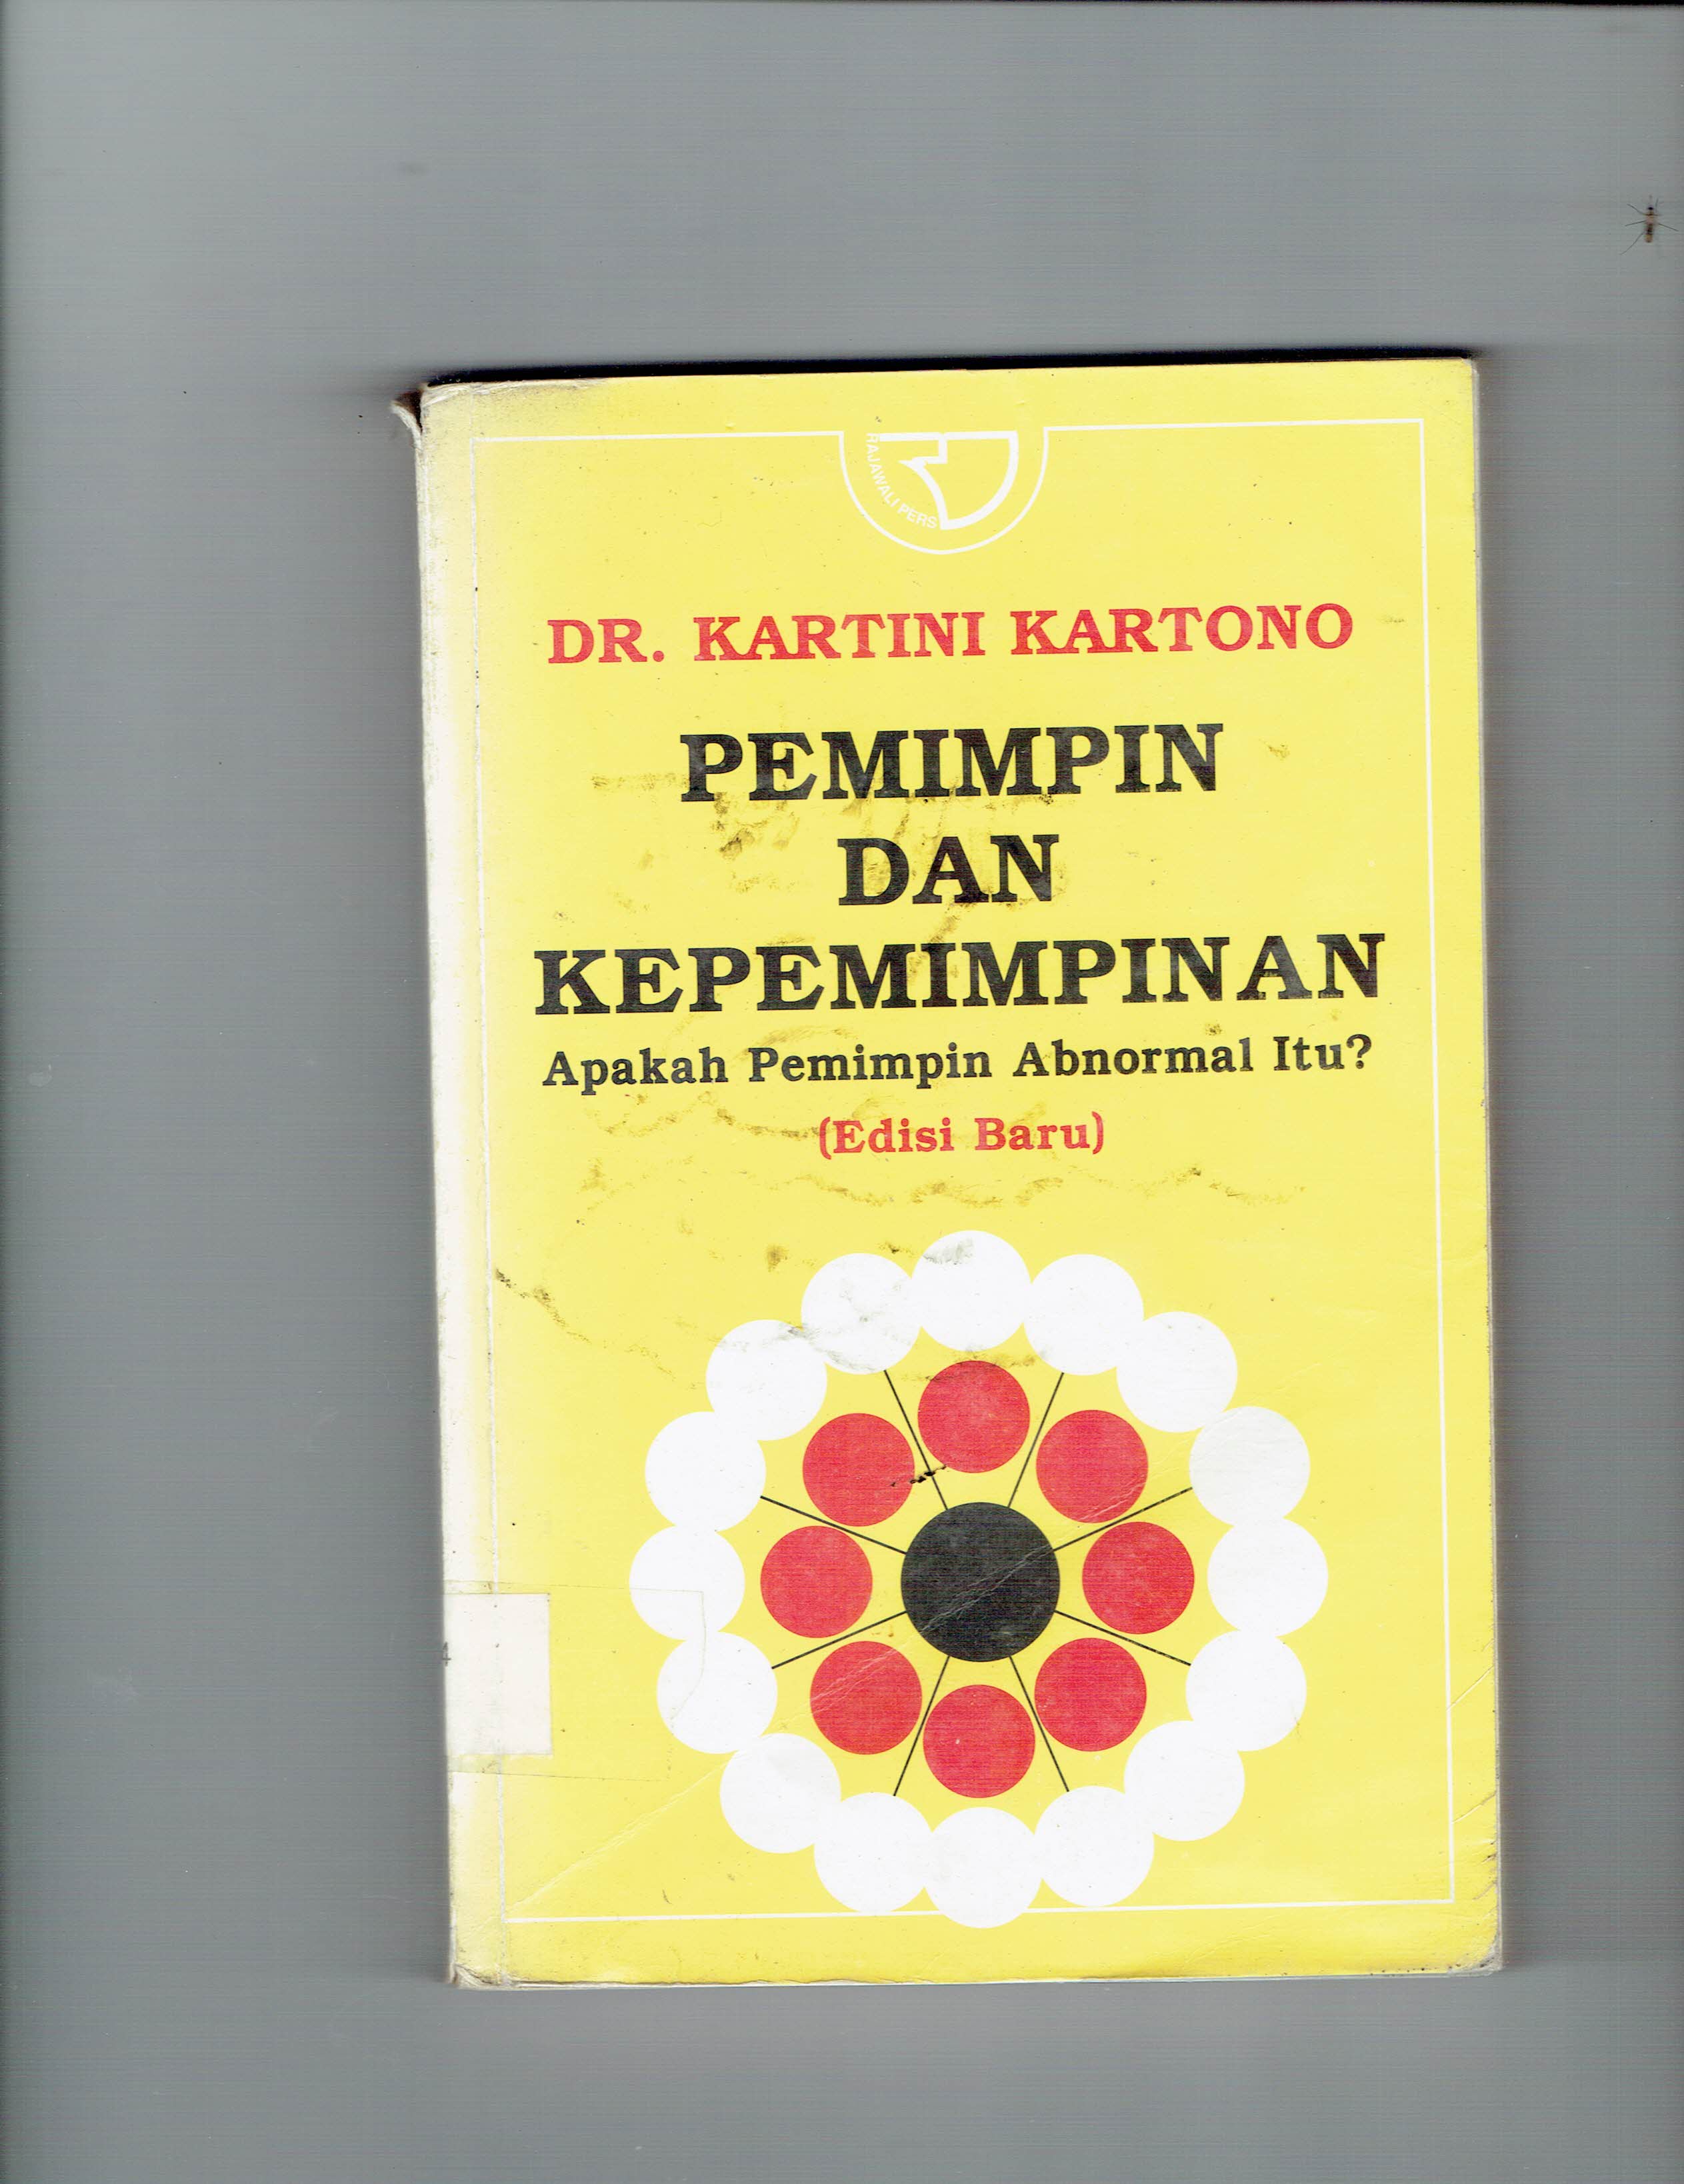 RAJAWALI PERS
DR. KARTINI KARTONO
PEMIMPIN
DAN
KEPEMIMPINAN
Apakah Pemimpin Abnormal Itu?
(Edisi Baru)